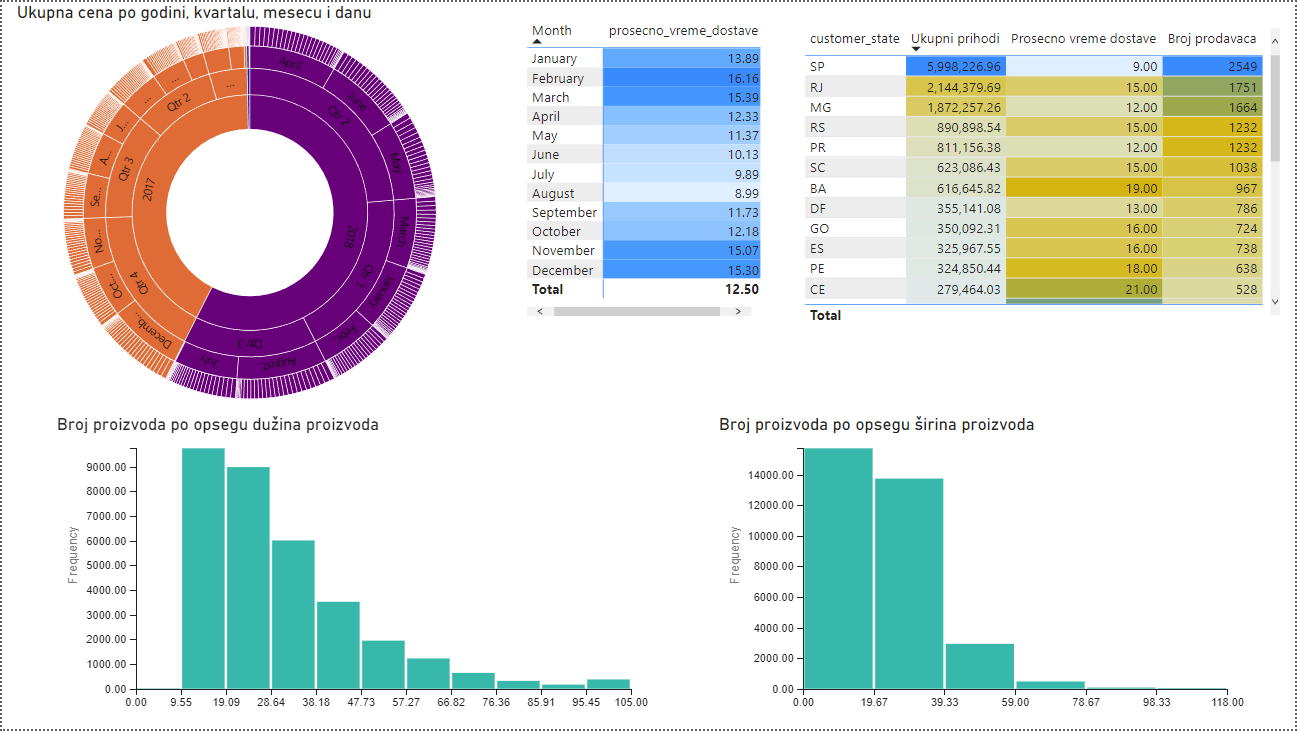 Ukupna cena po godini, kvartalu, mesecu i danu
April
June
Qtr 2
May
March
2018
Qtr 1
January
Febr...
Qtr 3
August
July
Decemb...
Qtr 4
Oct...
No...
2017
Se...
Qtr 3
A...
J...
Qtr 2
...
...
...
Month prosecno_vreme_dostave
January 13.89
February 16.16
March 15.39
April 12.33
May 11.37
June 10.13
July 9.89
August 8.99
September 11.73
October 12.18
November 15.07
December 15.30
Total 12.50
customer_state Ukupni prihodi Prosecno vreme dostave Broj prodavaca
SP 5,998,226.96 9.00 2549
RJ 2,144,379.69 15.00 1751
MG 1,872,257.26 12.00 1664
RS 890,898.54 15.00 1232
PR 811,156.38 12.00 1232
SC 623,086.43 15.00 1038
BA 616,645.82 19.00 967
DF 355,141.08 13.00 786
GO 350,092.31 16.00 724
ES 325,967.55 16.00 738
PE 324,850.44 18.00 638
CE 279,464.03 21.00 528
Total
Broj proizvoda po opsegu dužina proizvoda
Frequency
9000.00
8000.00
7000.00
6000.00
5000.00
4000.00
3000.00
2000.00
1000.00
0.00
0.00 9.55 19.09 28.64 38.18 47.73 57.27 66.82 76.36 85.91 95.45 105.00
Broj proizvoda po opsegu širina proizvoda
Frequency
14000.00
12000.00
10000.00
8000.00
6000.00
4000.00
2000.00
0.00
0.00 19.67 39.33 59.00 78.67 98.33 118.00